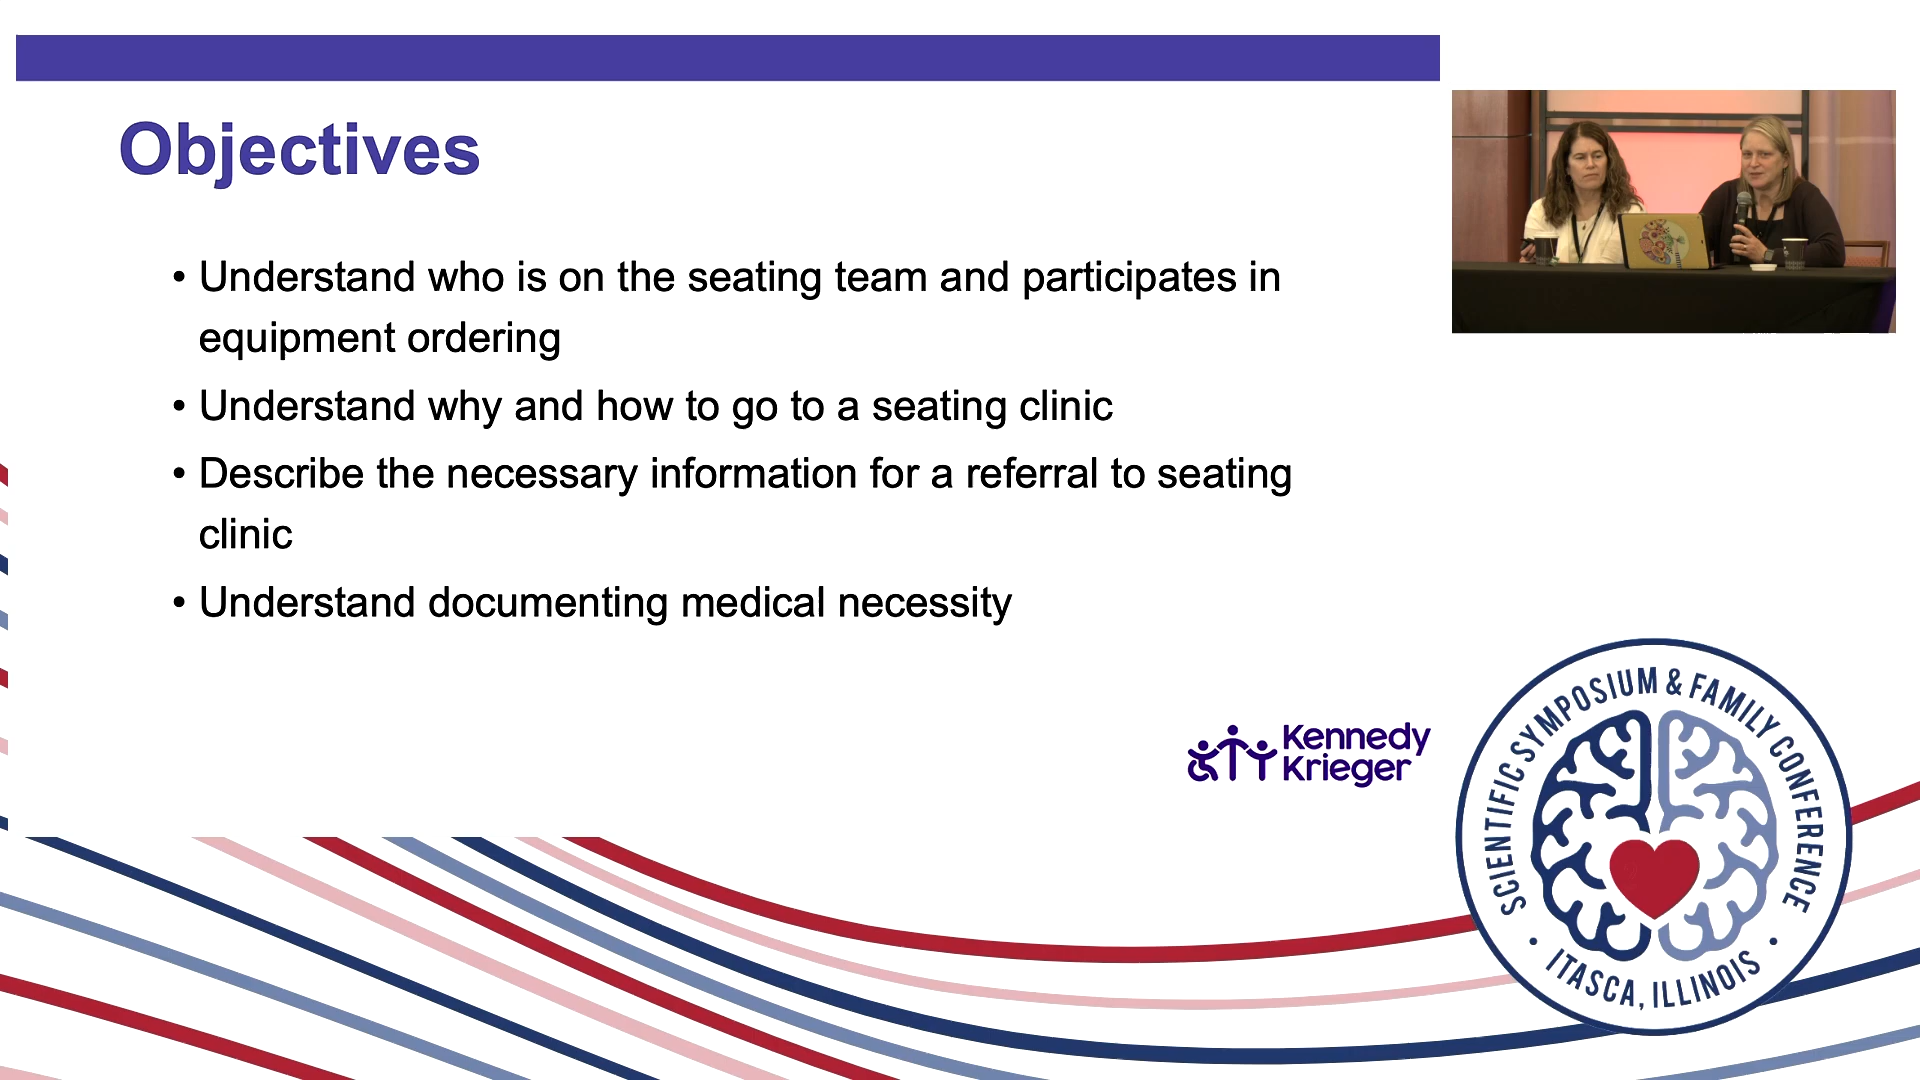 Objectives
• Understand who is on the seating team and participates in
equipment ordering
• Understand why and how to go to a seating clinic
• Describe the necessary information for a referral to seating
clinic
• Understand documenting medical necessity
Kennedy
Krieger
SCIENTIFIC SYMPOSIUM & FAMILY CONFERENCE
• ITASCA, ILLINOIS •